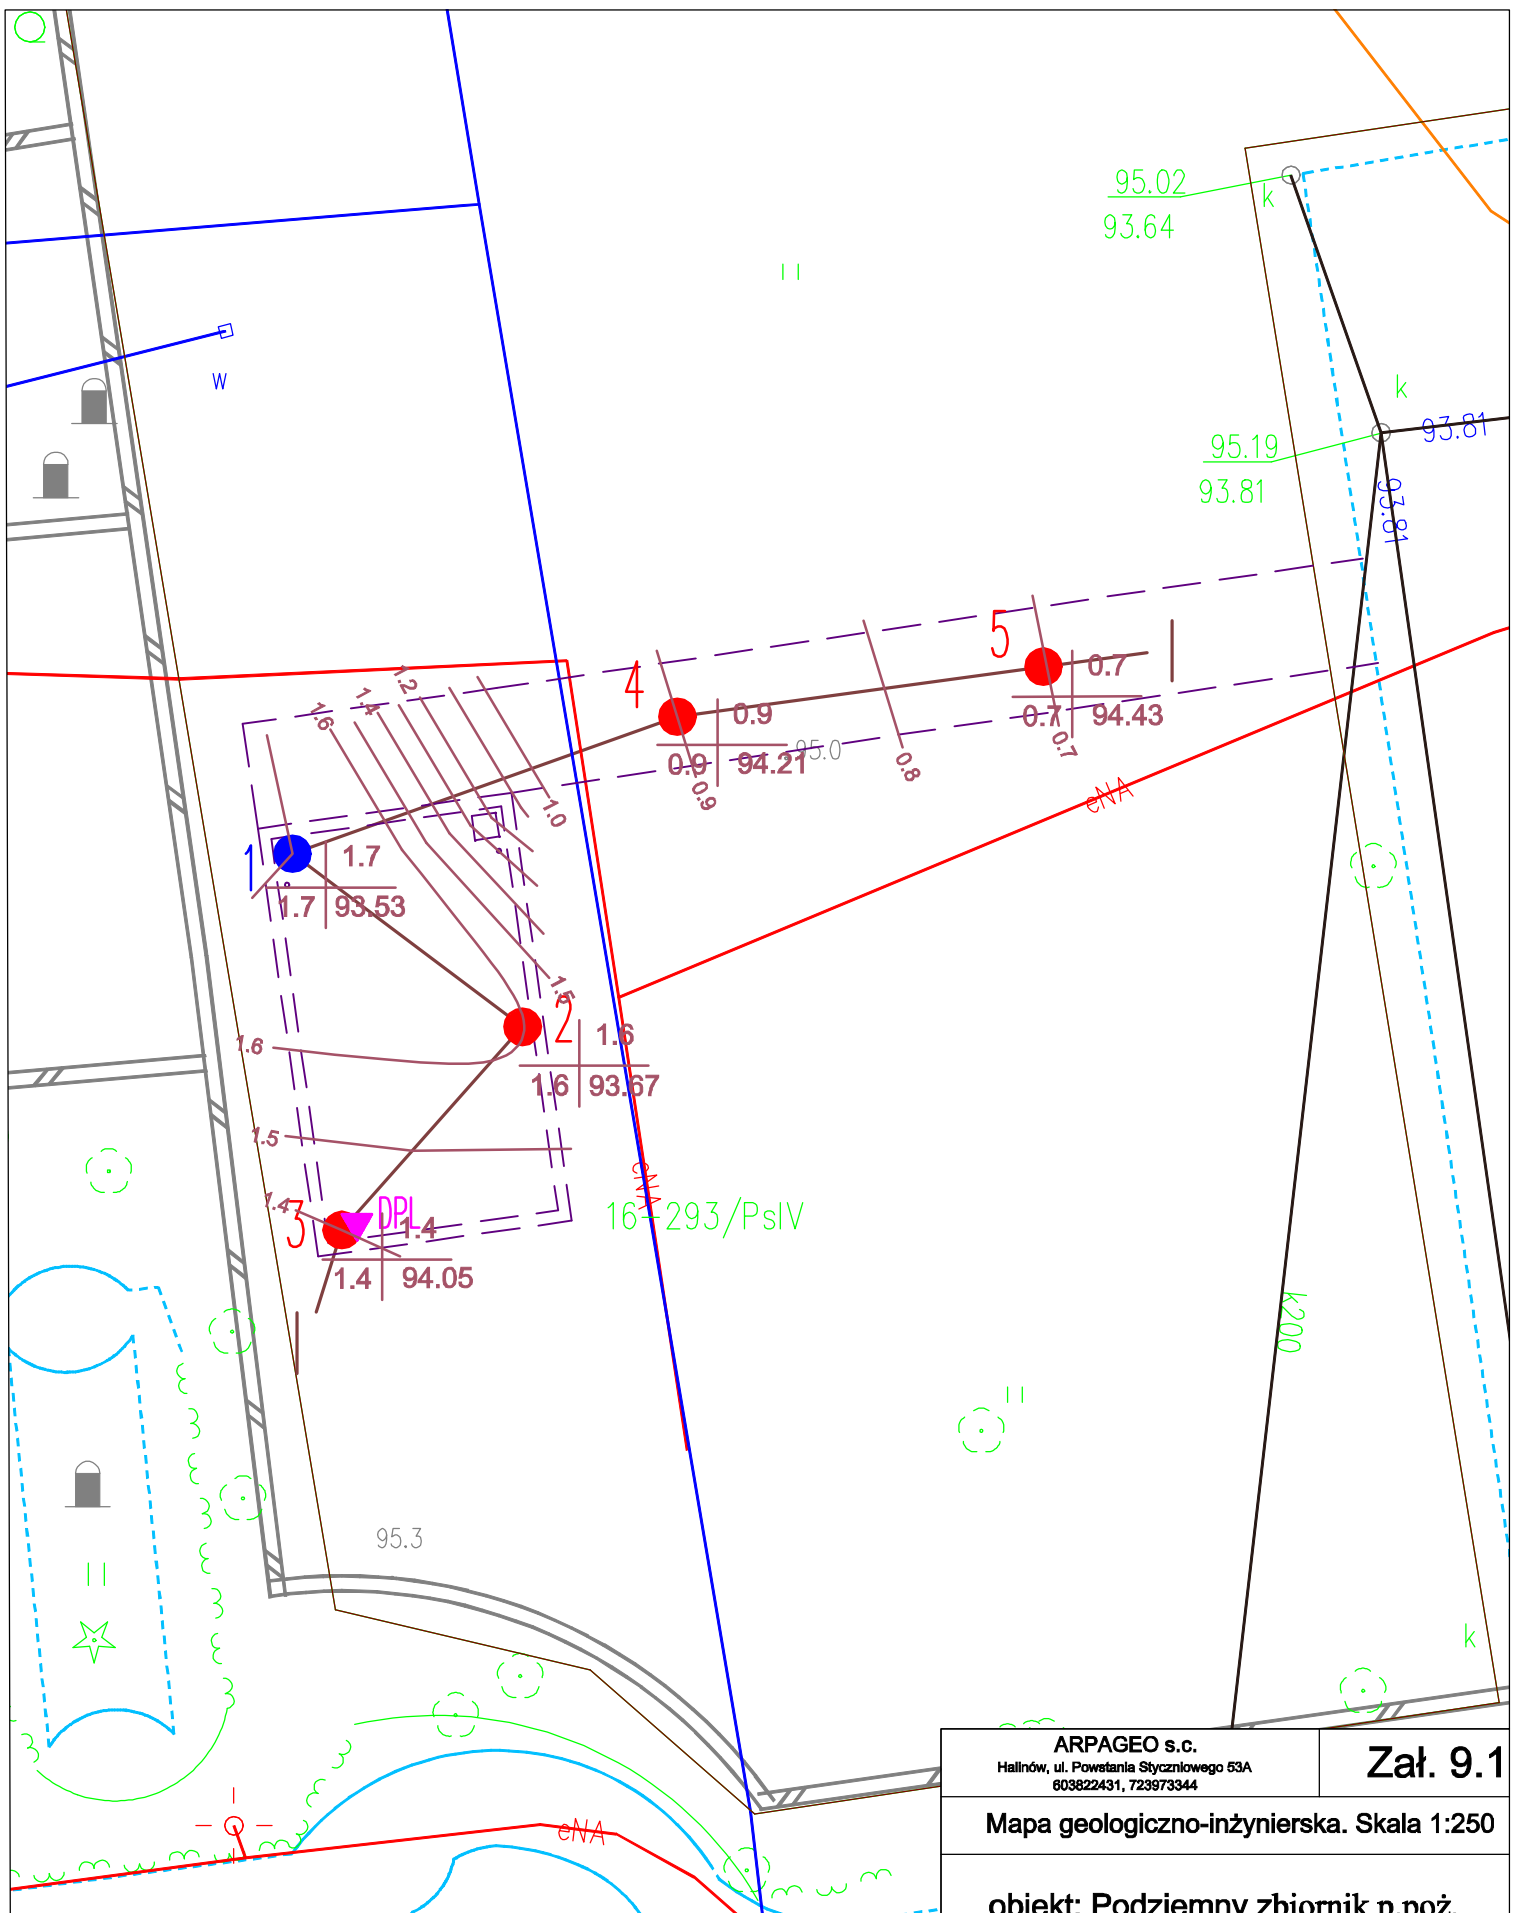 95.02
k
93.64
W
k
95.19
93.81
93.81
93.81
5
0.7
0.7
94.43
0.7
4
0.9
0.9
94.21
0.9
95.0
0.8
1.2
1.4
1.6
1.0
eNA
1
1.7
1.7
93.53
1.5
2
1.6
1.6
93.67
1.6
1.5
1.4
3
DPL
1.4
1.4
94.05
eNA
16-293/PsIV
k200
95.3
k
eNA
ARPAGEO s.c.
Halinów, ul. Powstania Styczniowego 53A
603822431, 723973344
Zał. 9.1
Mapa geologiczno-inżynierska. Skala 1:250
obiekt: Podziemny zbiornik p.poż.